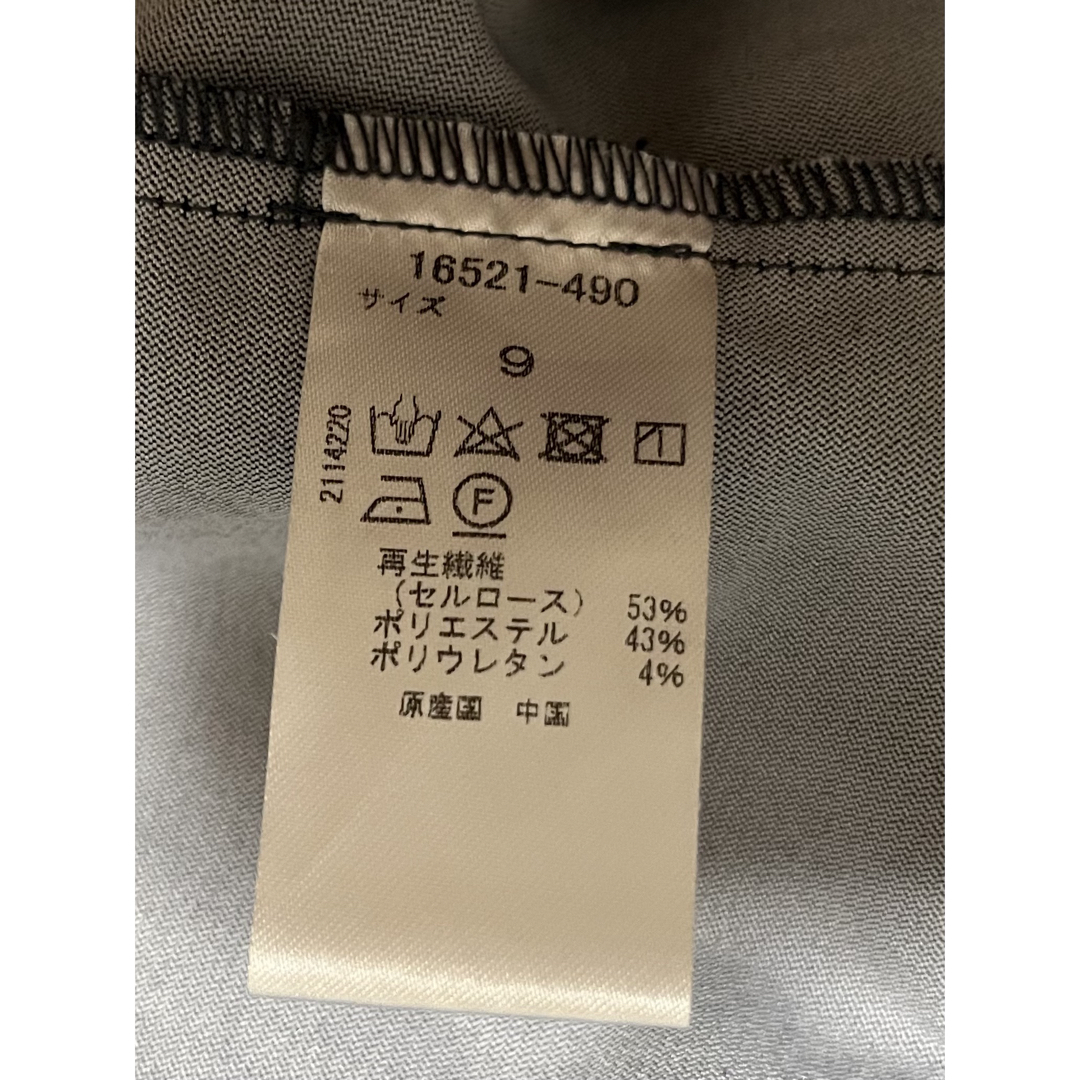 16521-490
サイズ
9
2114220
F
再生繊維
(セルロース) 53%
ポリエステル 43%
ポリウレタン 4%
原産国 中国